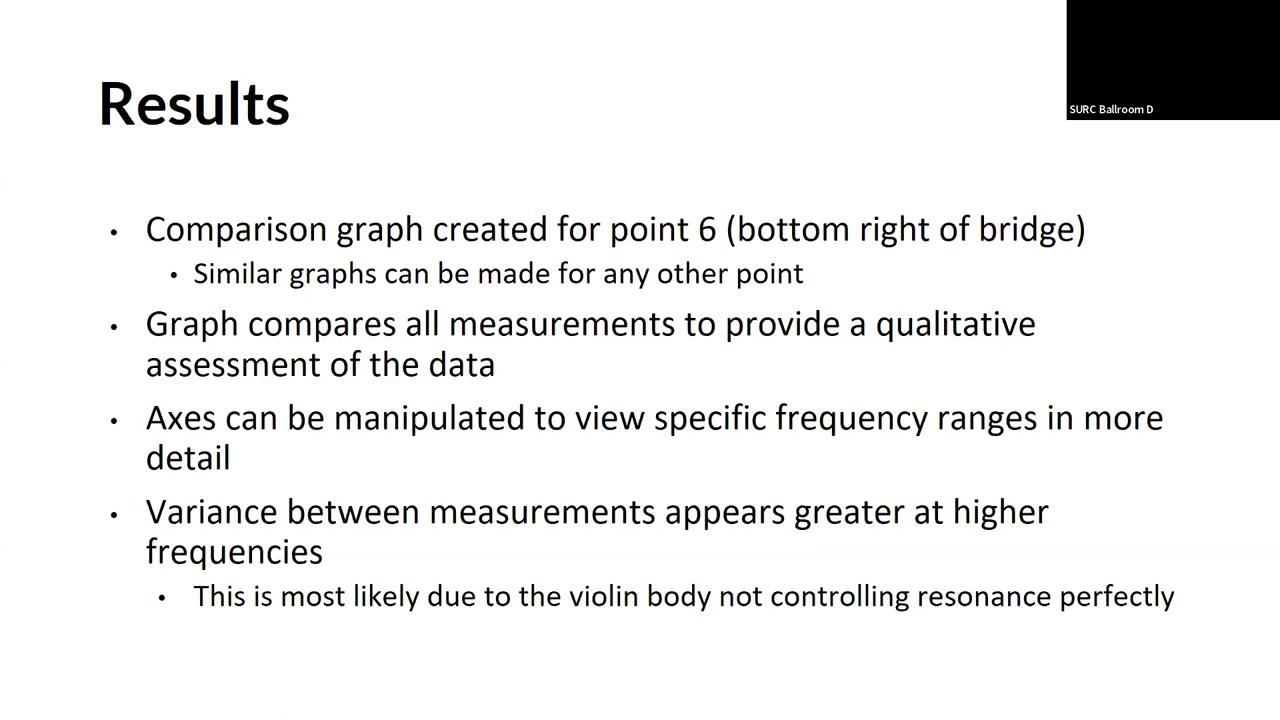 Results
SURC Ballroom D
• Comparison graph created for point 6 (bottom right of bridge)
• Similar graphs can be made for any other point
• Graph compares all measurements to provide a qualitative
assessment of the data
• Axes can be manipulated to view specific frequency ranges in more
detail
• Variance between measurements appears greater at higher
frequencies
• This is most likely due to the violin body not controlling resonance perfectly